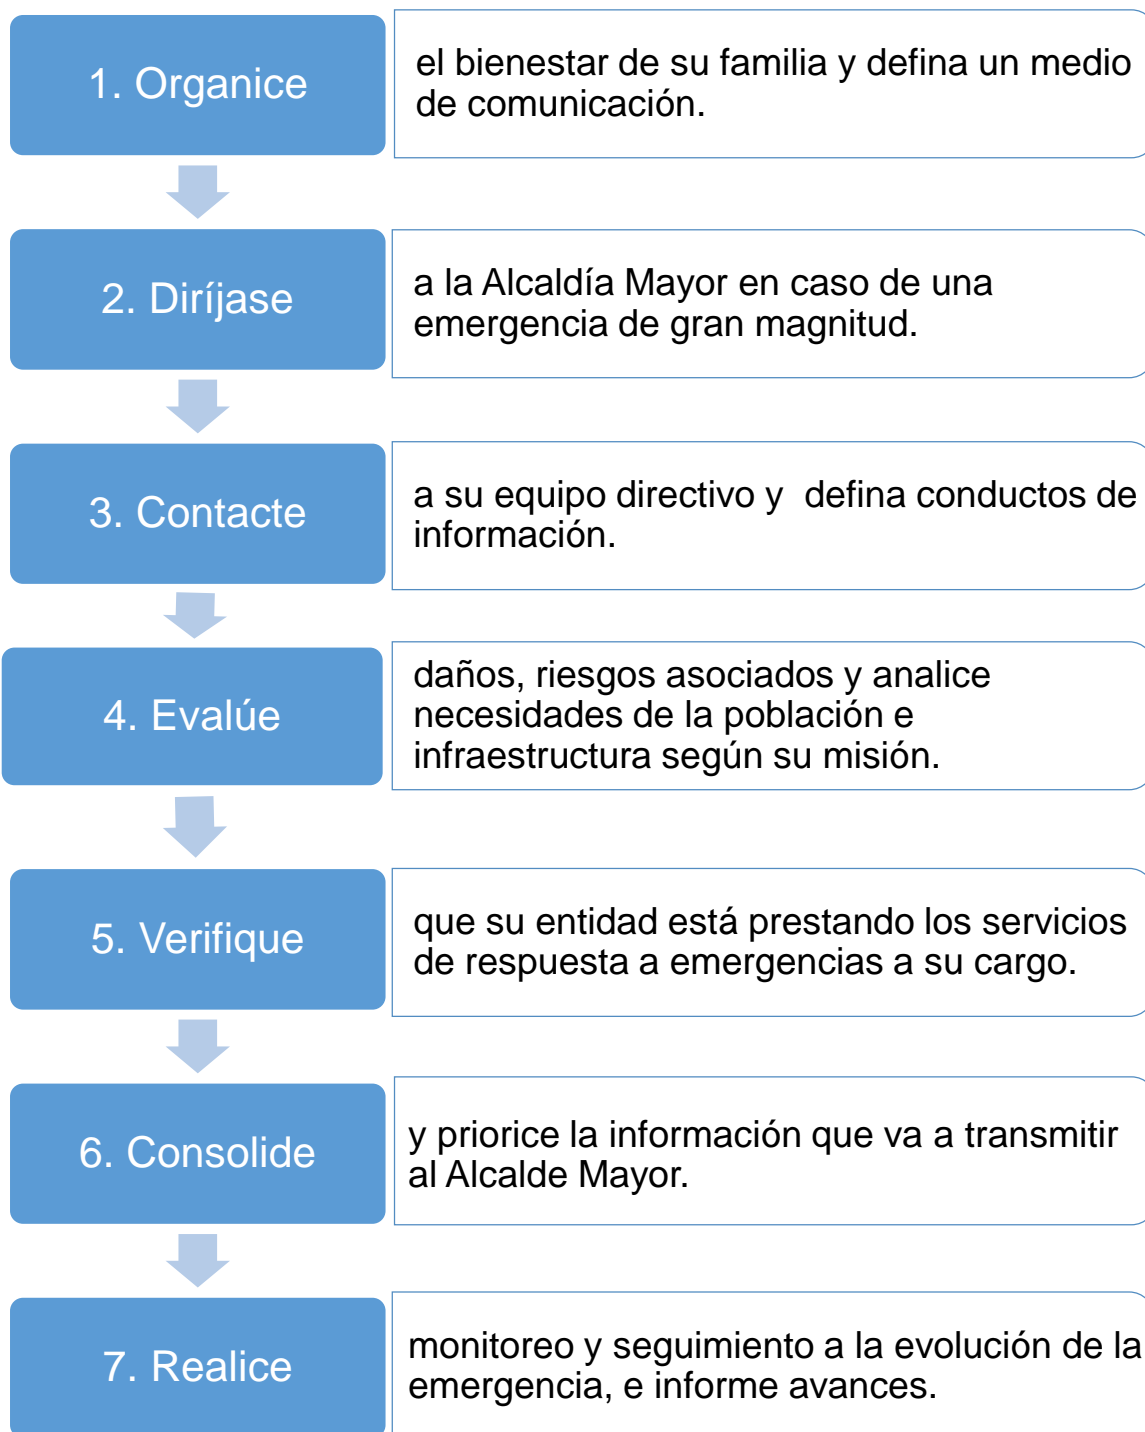 1. Organice
el bienestar de su familia y defina un medio
de comunicación.
2. Diríjase
a la Alcaldía Mayor en caso de una
emergencia de gran magnitud.
3. Contacte
a su equipo directivo y  defina conductos de
información.
4. Evalúe
daños, riesgos asociados y analice
necesidades de la población e
infraestructura según su misión.
5. Verifique
que su entidad está prestando los servicios
de respuesta a emergencias a su cargo.
6. Consolide
y priorice la información que va a transmitir
al Alcalde Mayor.
7. Realice
monitoreo y seguimiento a la evolución de la
emergencia, e informe avances.